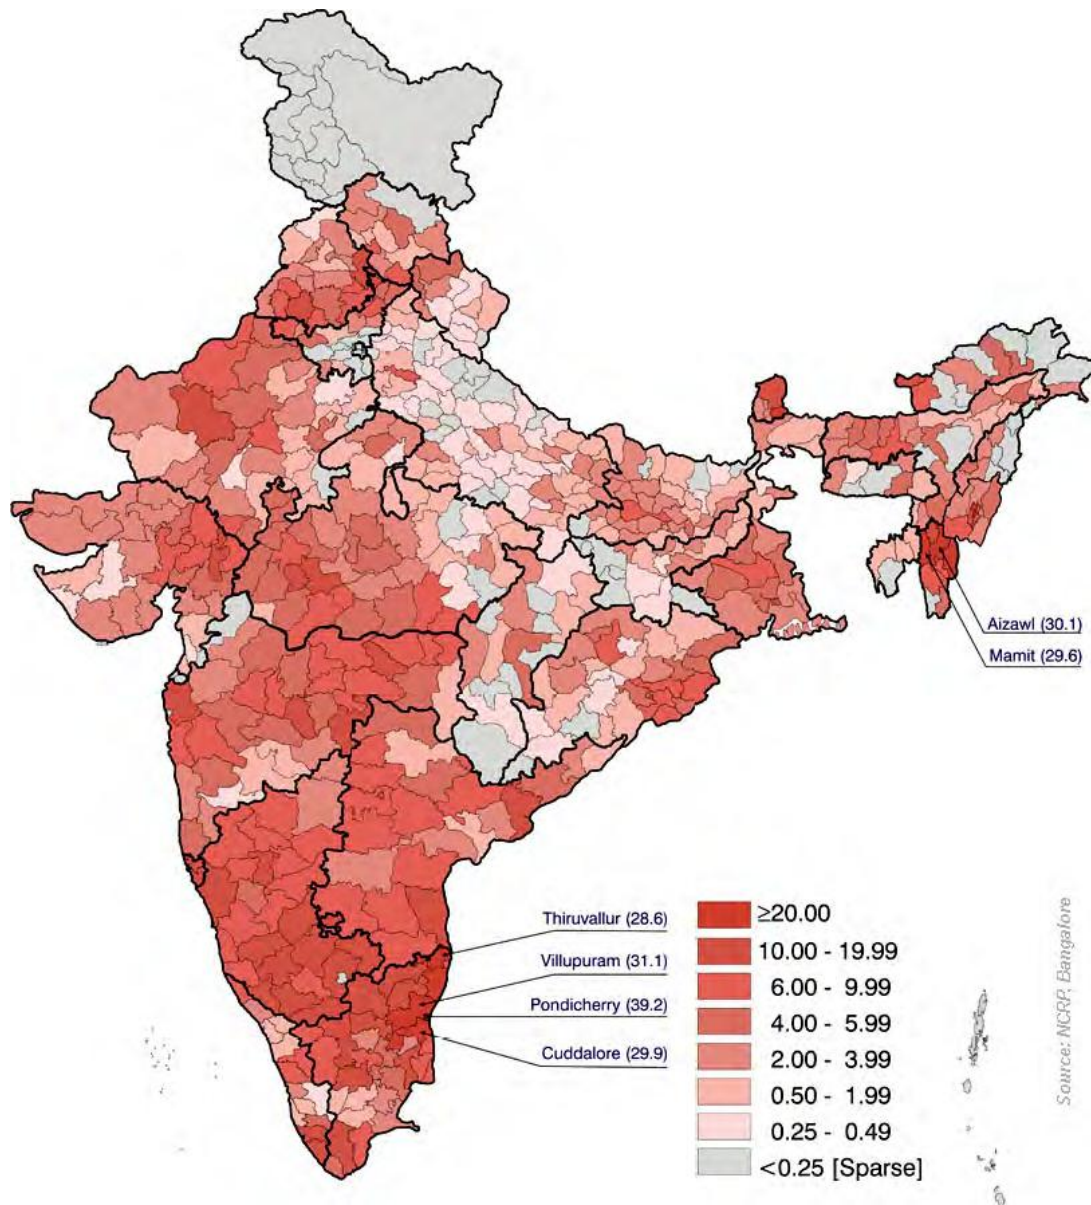 Aizawl (30.1)
Mamit (29.6)
Thiruvallur (28.6)
Villupuram (31.1)
Pondicherry (39.2)
Cuddalore (29.9)
≥20.00
10.00 - 19.99
6.00 - 9.99
4.00 - 5.99
2.00 - 3.99
0.50 - 1.99
0.25 - 0.49
<0.25 [Sparse]
Source: NCRP, Bangalore